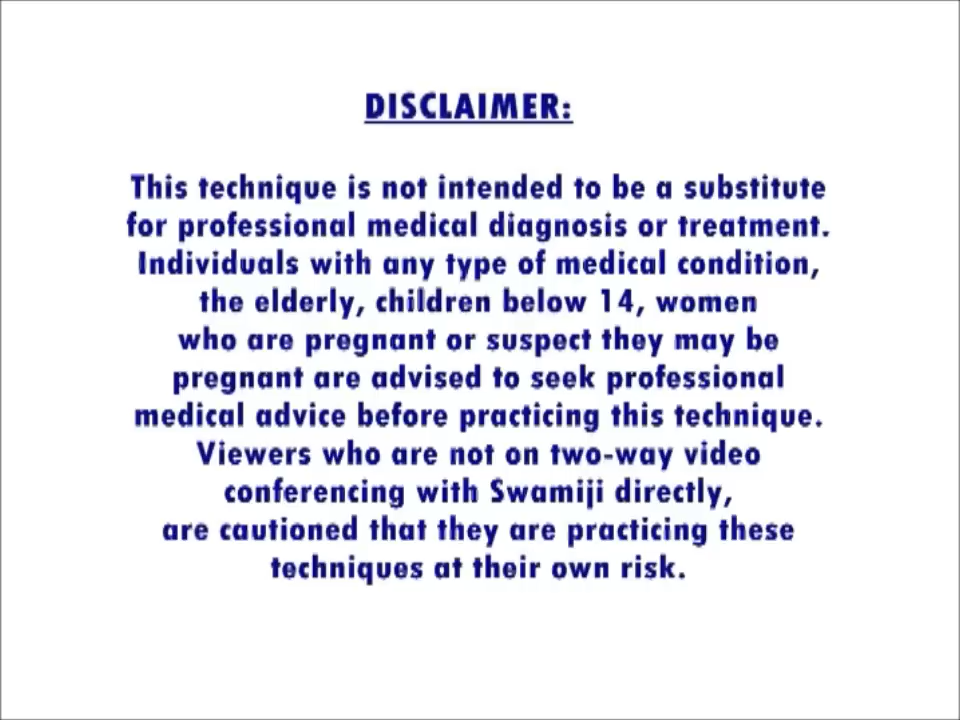 DISCLAIMER:
This technique is not intended to be a substitute
for professional medical diagnosis or treatment.
Individuals with any type of medical condition,
the elderly, children below 14, women
who are pregnant or suspect they may be
pregnant are advised to seek professional
medical advice before practicing this technique.
Viewers who are not on two-way video
conferencing with Swamiji directly,
are cautioned that they are practicing these
techniques at their own risk.